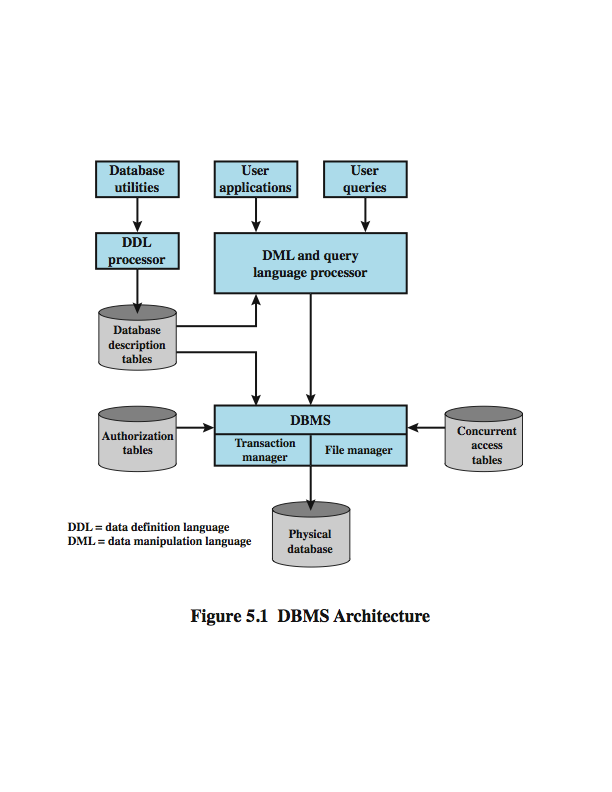 Database
utilities
User
applications
User
queries
DDL
processor
DML and query
language processor
Database
description
tables
DBMS
Transaction
manager
File manager
Authorization
tables
Concurrent
access
tables
Physical
database
DDL = data definition language
DML = data manipulation language
Figure 5.1 DBMS Architecture